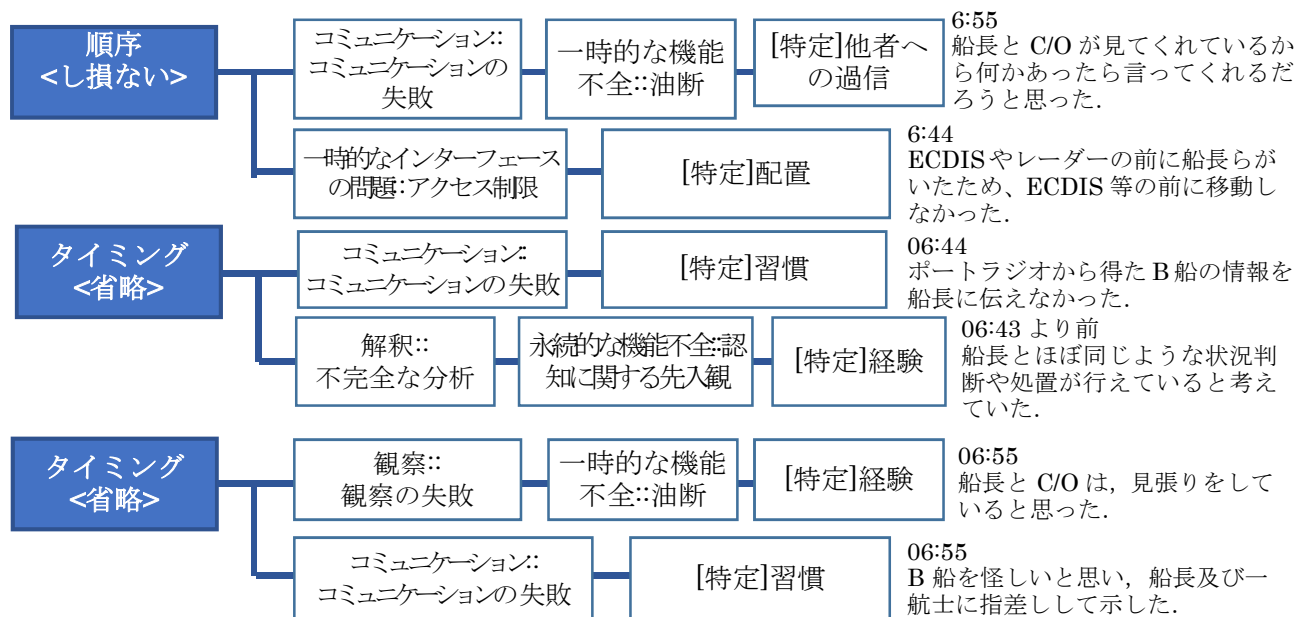 順序
<し損ない>
コミュニケーション::
コミュニケーションの
失敗
一時的な機能
不全::油断
[特定]他者へ
の過信
6:55
船長と C/O が見てくれているか
ら何かあったら言ってくれるだ
ろうと思った.
一時的なインターフェース
の問題::アクセス制限
[特定]配置
6:44
ECDISやレーダーの前に船長らが
いたため、ECDIS 等の前に移動し
なかった.
タイミング
<省略>
コミュニケーション::
コミュニケーションの失敗
[特定]習慣
06:44
ポートラジオから得た B船の情報を
船長に伝えなかった.
解釈::
不完全な分析
永続的な機能不全::認
知に関する先入観
[特定]経験
06:43 より前
船長とほぼ同じような状況判
断や処置が行えていると考え
ていた.
タイミング
<省略>
観察::
観察の失敗
一時的な機能
不全::油断
[特定]経験
06:55
船長と C/O は，見張りをして
いると思った.
コミュニケーション::
コミュニケーションの失敗
[特定]習慣
06:55
B 船を怪しいと思い，船長及び一
航士に指差しして示した.